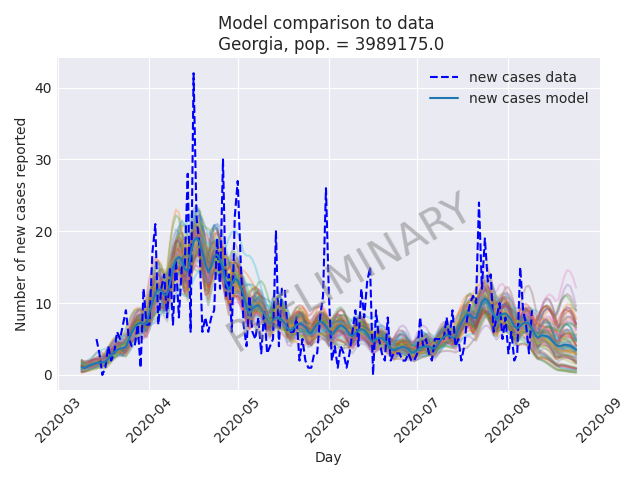 Model comparison to data
Georgia, pop. = 3989175.0
new cases data
new cases model
PRELIMINARY
Number of new cases reported
40
30
20
10
0
2020-03
2020-04
2020-05
2020-06
2020-07
2020-08
2020-09
Day